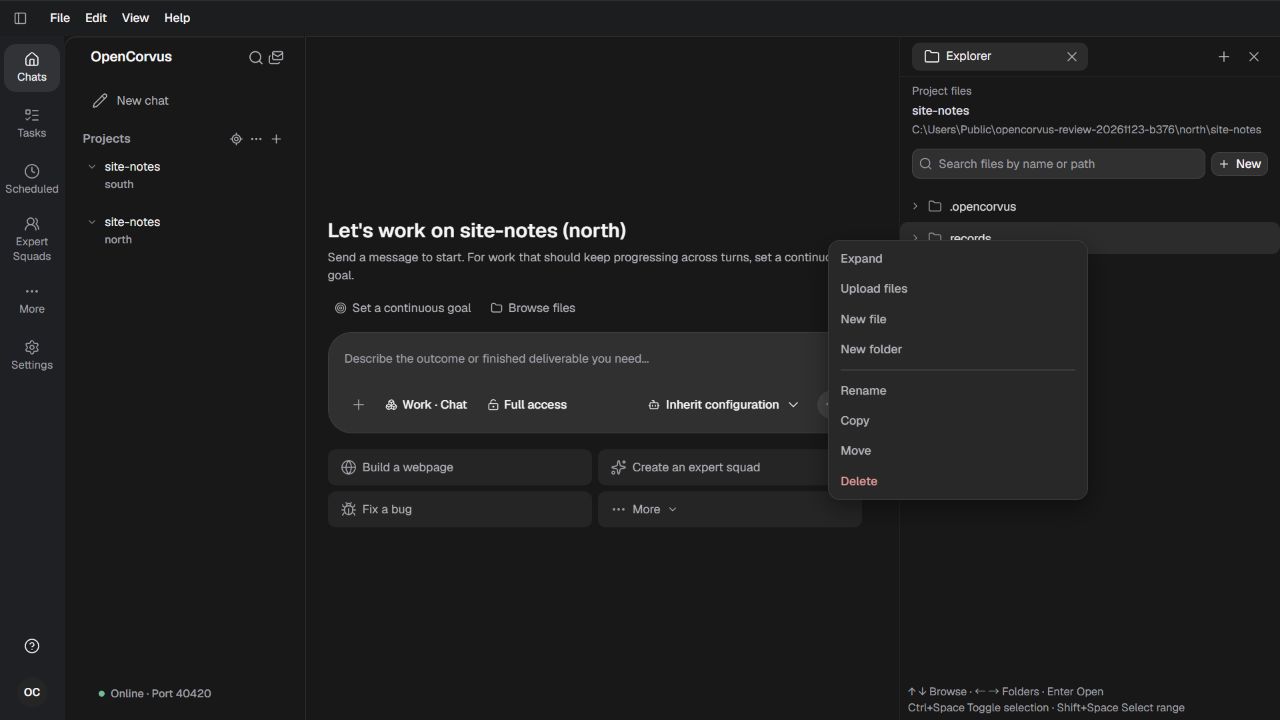 File Edit View Help
Chats
Tasks
Scheduled
Expert
Squads
More
Settings
OC
OpenCorvus
New chat
Projects
site-notes
south
site-notes
north
Online · Port 40420
Let's work on site-notes (north)
Send a message to start. For work that should keep progressing across turns, set a continuo
goal.
Set a continuous goal Browse files
Describe the outcome or finished deliverable you need...
Work · Chat Full access Inherit configuration
Build a webpage Create an expert squad
Fix a bug More
Explorer
Project files
site-notes
C:\Users\Public\opencorvus-review-20261123-b376\north\site-notes
Search files by name or path New
.opencorvus
records
Expand
Upload files
New file
New folder
Rename
Copy
Move
Delete
↑ ↓ Browse · ← → Folders · Enter Open
Ctrl+Space Toggle selection · Shift+Space Select range